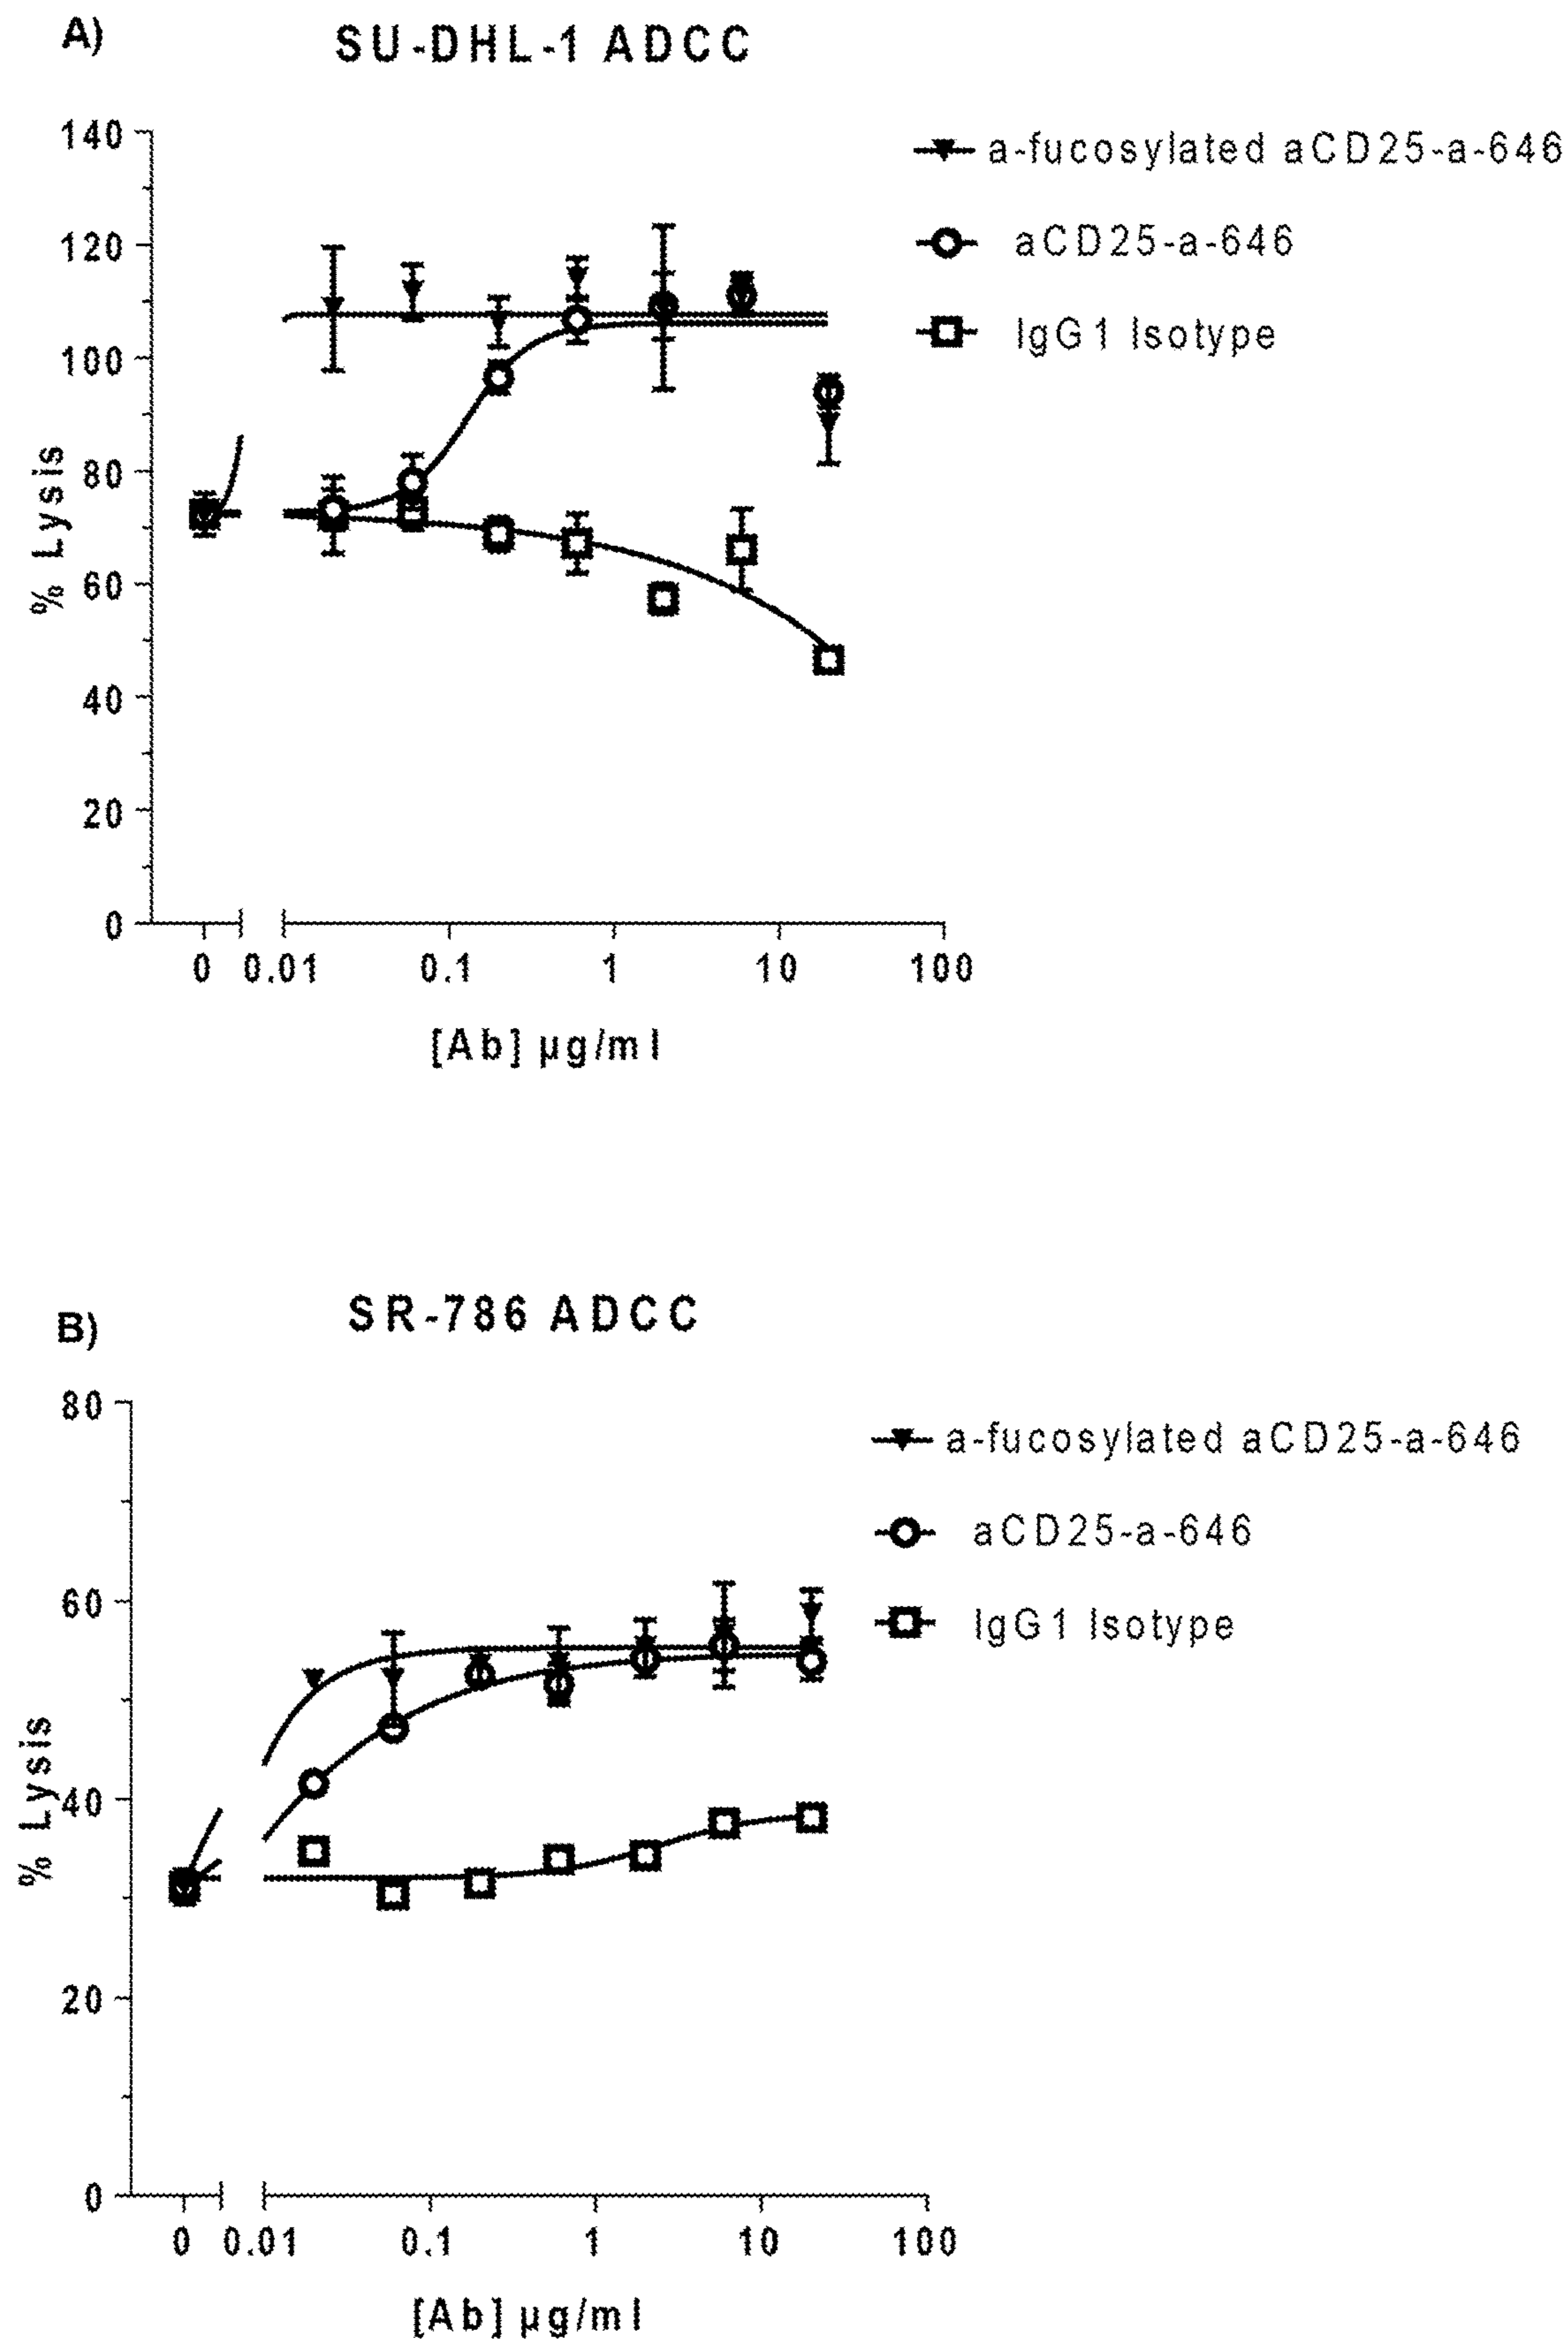 A)
SU-DHL-1 ADCC
140
120
100
80
60
40
20
0
% Lysis
a-fucosylated aCD25-a-646
aCD25-a-646
IgG1 Isotype
0 0.01 0.1 1 10 100
[Ab] µg/ml
B)
SR-786 ADCC
80
60
40
20
0
% Lysis
a-fucosylated aCD25-a-646
aCD25-a-646
IgG1 Isotype
0 0.01 0.1 1 10 100
[Ab] µg/ml